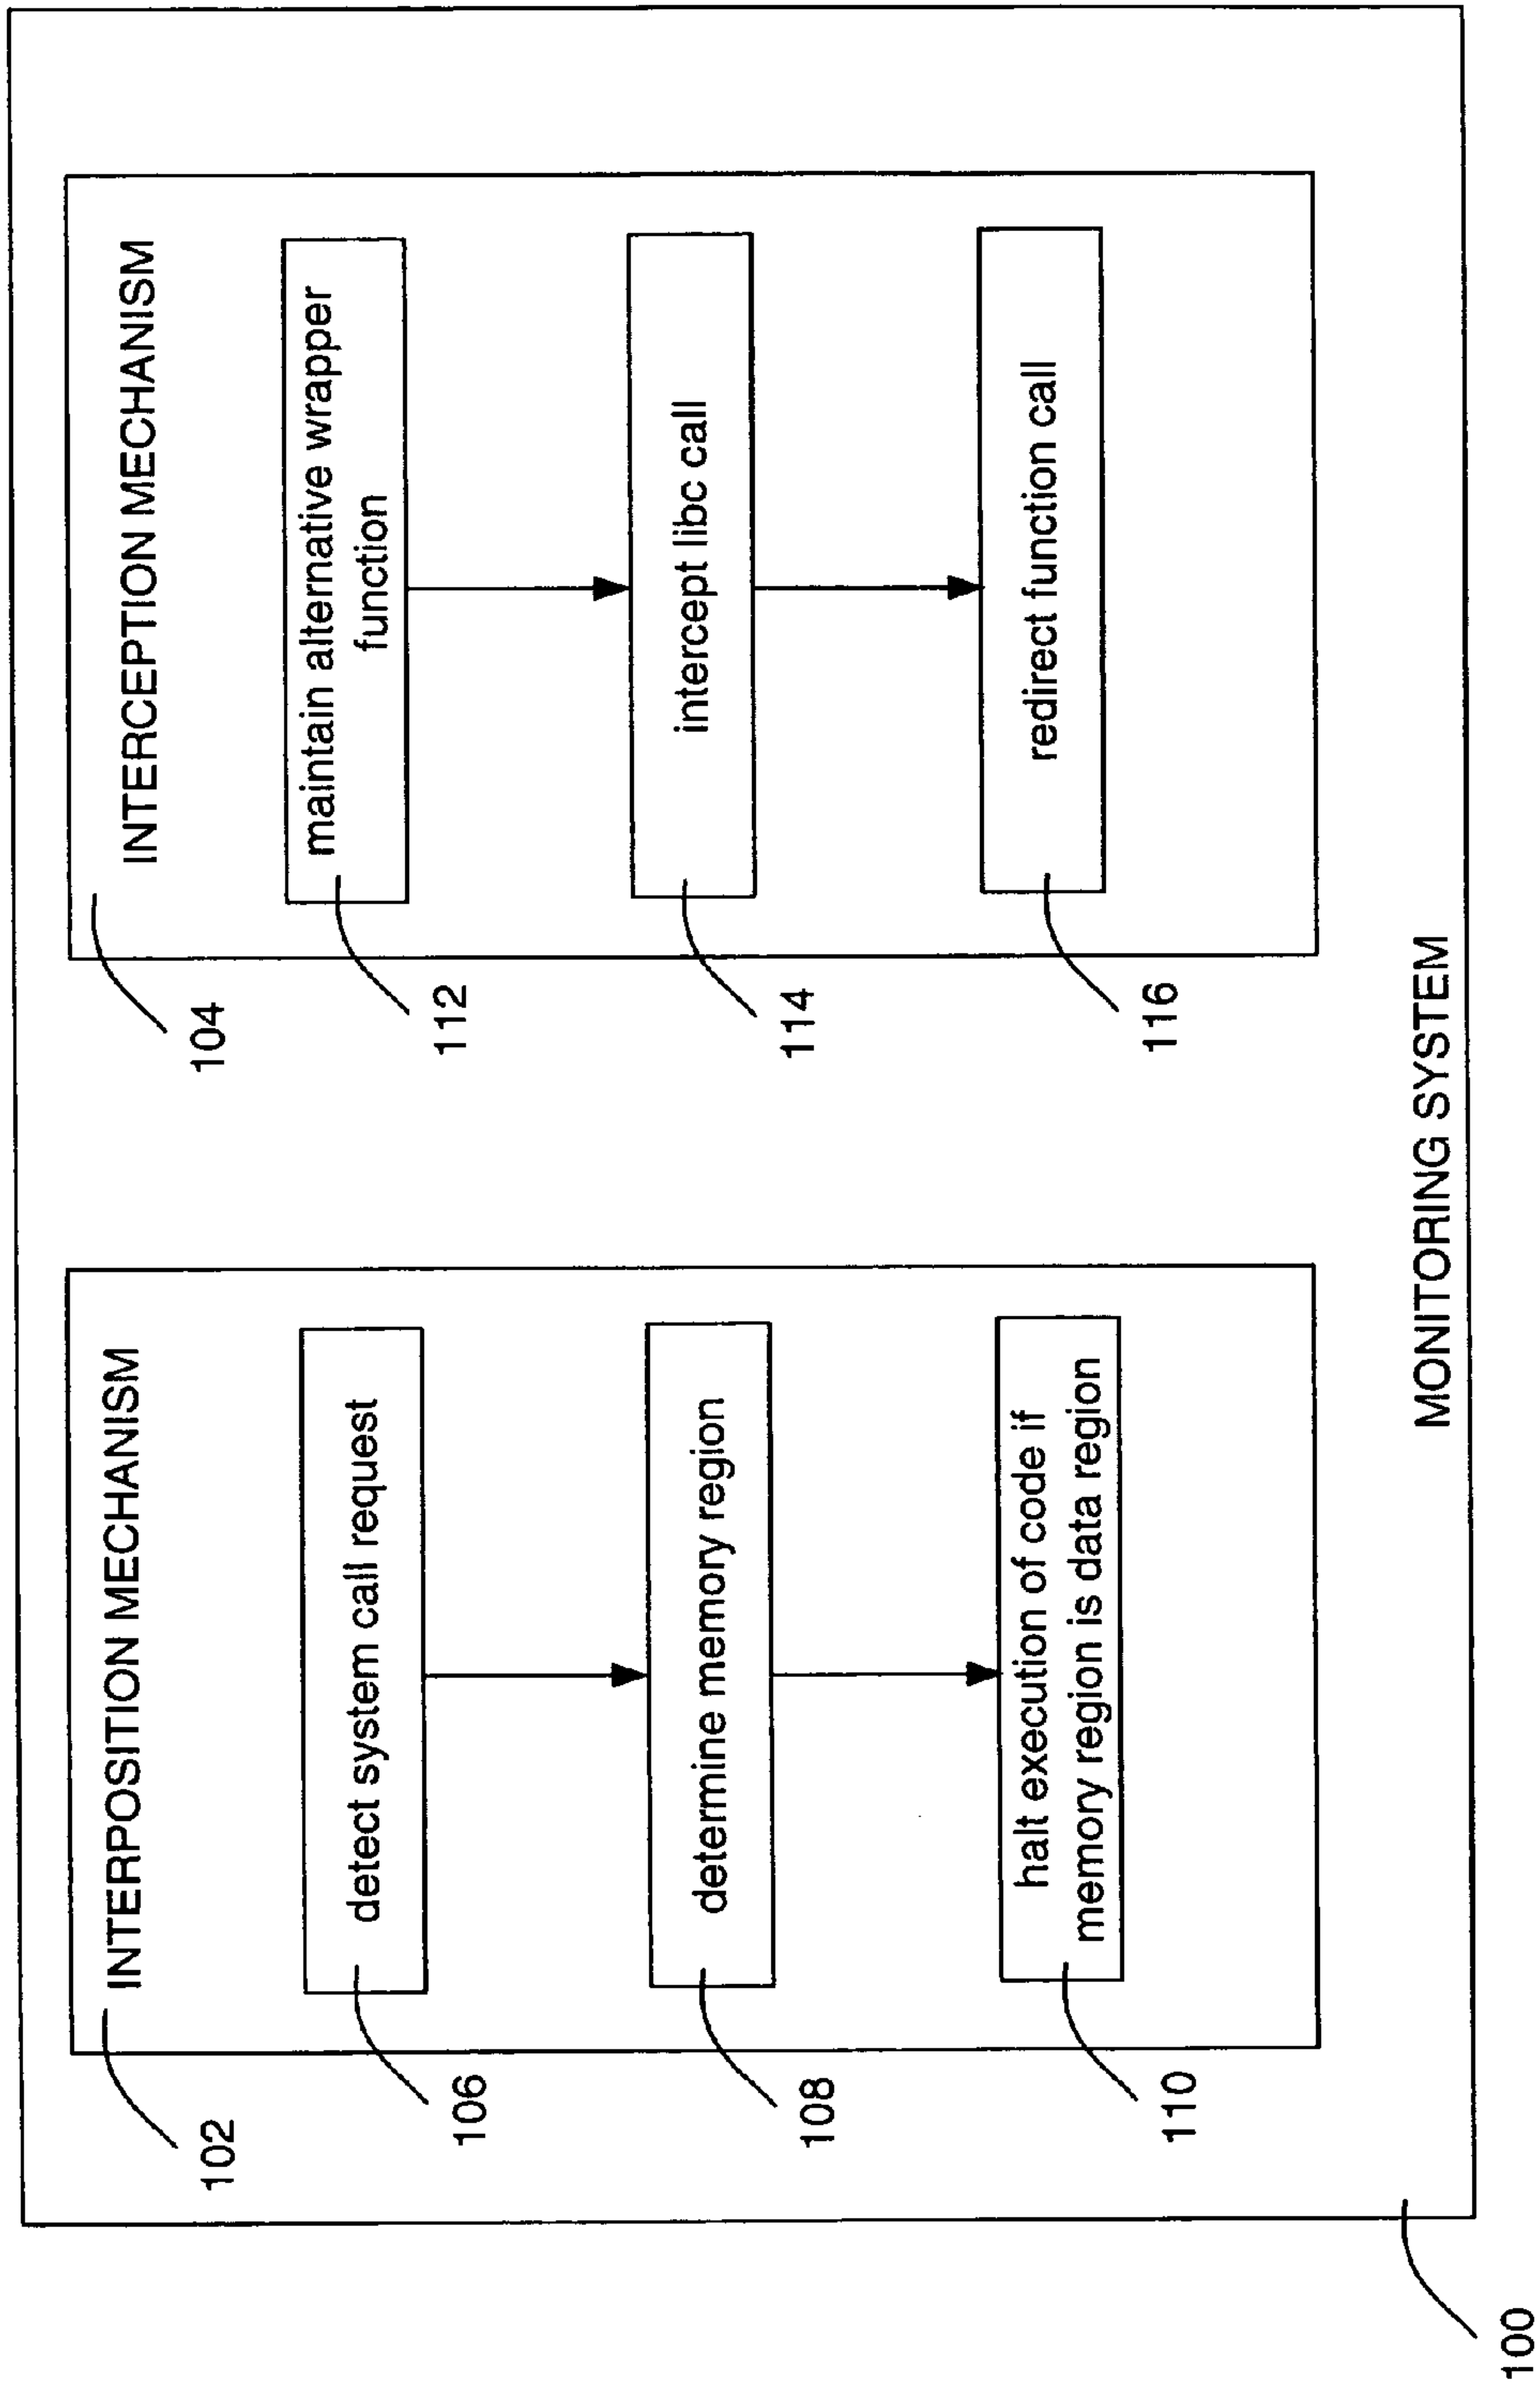 INTERPOSITION MECHANISM
102
detect system call request
106
determine memory region
108
halt execution of code if
memory region is data region
110
INTERCEPTION MECHANISM
104
maintain alternative wrapper
function
112
intercept libc call
114
redirect function call
116
MONITORING SYSTEM
100